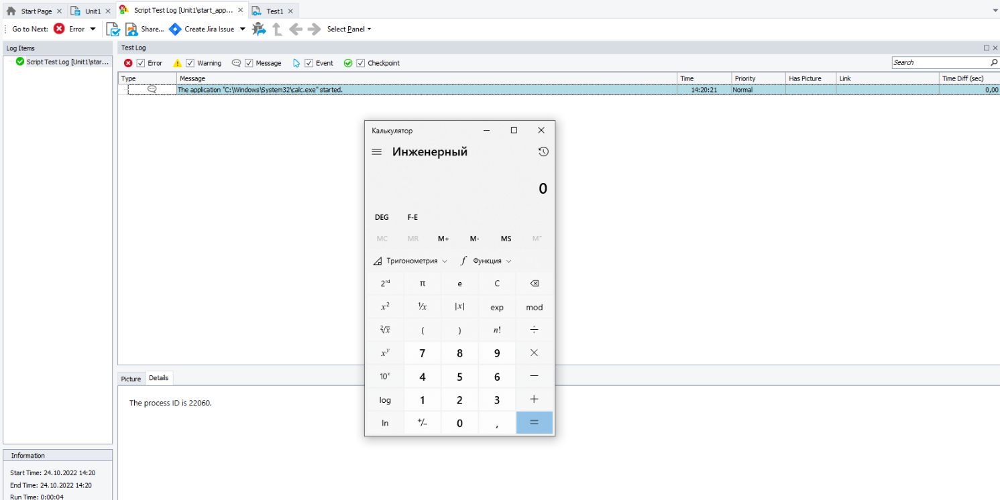 Start Page Unit1 Script Test Log [Unit1\start_app... Test1
Go to Next: Error Share... Create Jira Issue Select Panel
Log Items
Script Test Log [Unit1\star...
Test Log
Error Warning Message Event Checkpoint Search
Type Message Time Priority Has Picture Link Time Diff (sec)
The application "C:\Windows\System32\calc.exe" started. 14:20:21 Normal 0,00
Калькулятор
Инженерный
0
DEG F-E
MC MR M+ M- MS Mˇ
Тригонометрия f Функция
2ⁿᵈ π e C
x² ¹/x |x| exp mod
²√x ( ) n! ÷
xʸ 7 8 9 ×
10ˣ 4 5 6 −
log 1 2 3 +
ln +/− 0 , =
Picture Details
The process ID is 22060.
Information
Start Time: 24.10.2022 14:20
End Time: 24.10.2022 14:20
Run Time: 0:00:04